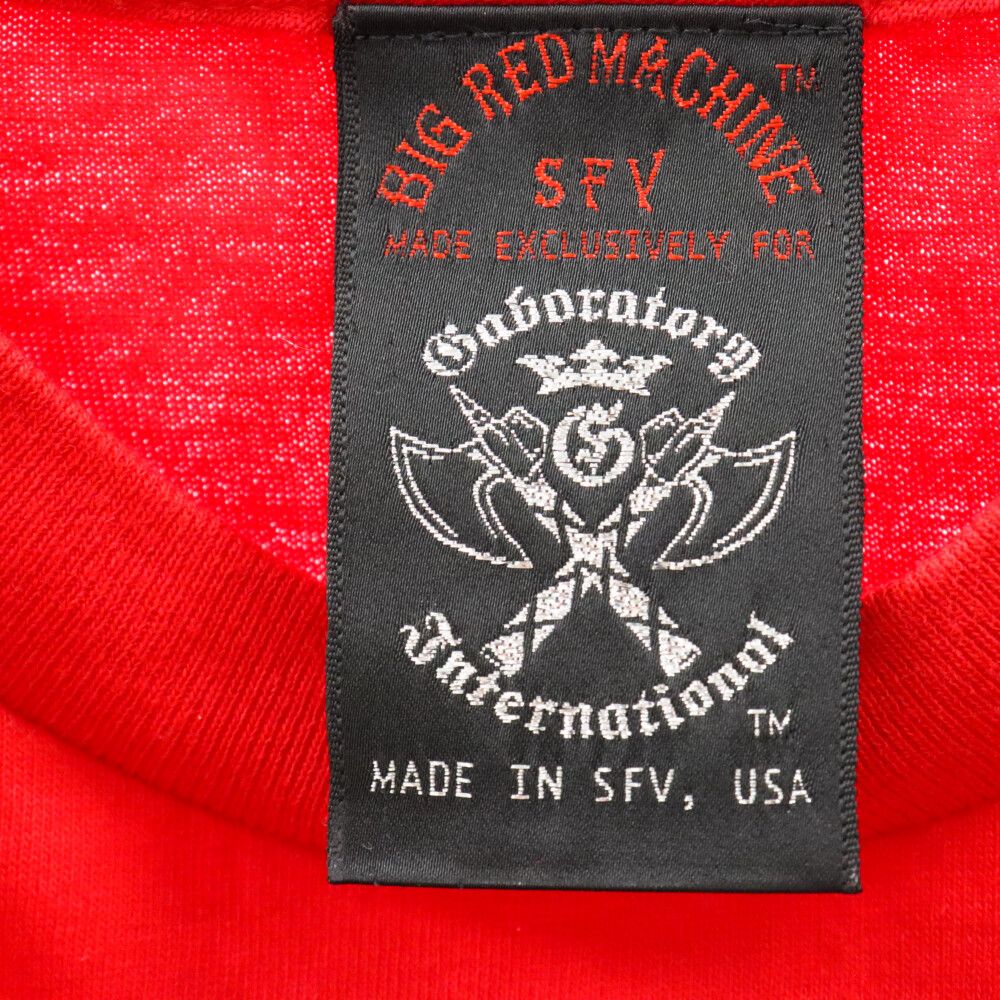 BIG RED MACHINE™
SFV
MADE EXCLUSIVELY FOR
Gaboratory
G
International™
MADE IN SFV, USA